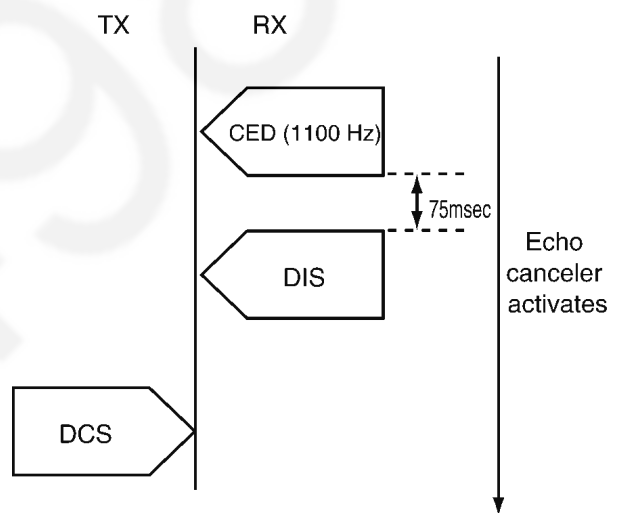 TX RX
CED (1100 Hz)
75msec
DIS
Echo
canceler
activates
DCS